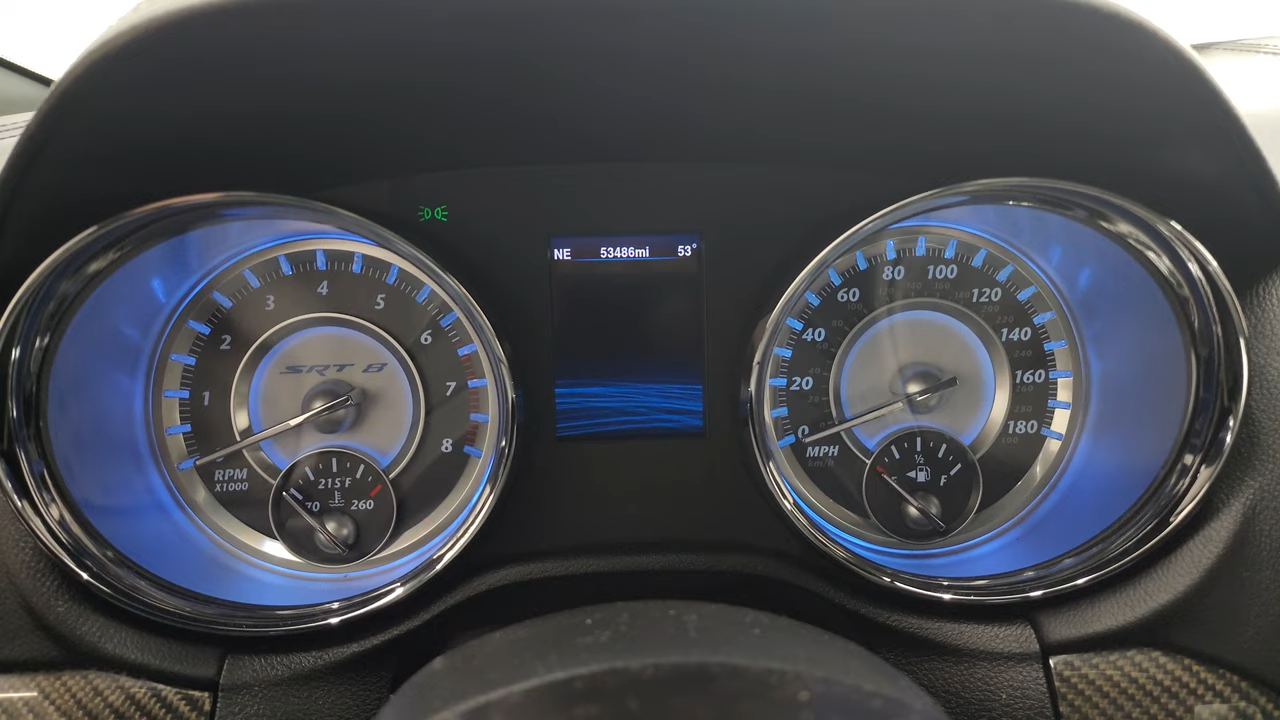 NE 53486mi 53°
1 2 3 4 5 6 7 8
SRT 8
RPM
X1000
215°F
260
0 20 40 60 80 100 120 140 160 180
MPH
km/h
½
F